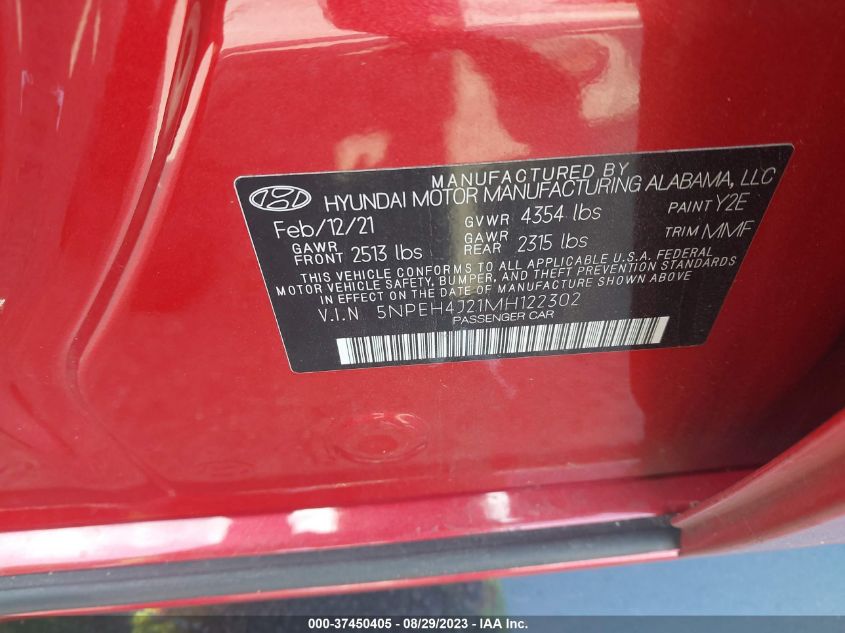 MANUFACTURED BY
HYUNDAI MOTOR MANUFACTURING ALABAMA, LLC
Feb/12/21 GVWR 4354 lbs PAINT Y2E
GAWR FRONT 2513 lbs GAWR REAR 2315 lbs TRIM MMF
THIS VEHICLE CONFORMS TO ALL APPLICABLE U.S.A. FEDERAL
MOTOR VEHICLE SAFETY, BUMPER, AND THEFT PREVENTION STANDARDS
IN EFFECT ON THE DATE OF MANUFACTURE SHOWN ABOVE
V.I.N 5NPEH4J21MH122302
PASSENGER CAR
000-37450405 - 08/29/2023 - IAA Inc.